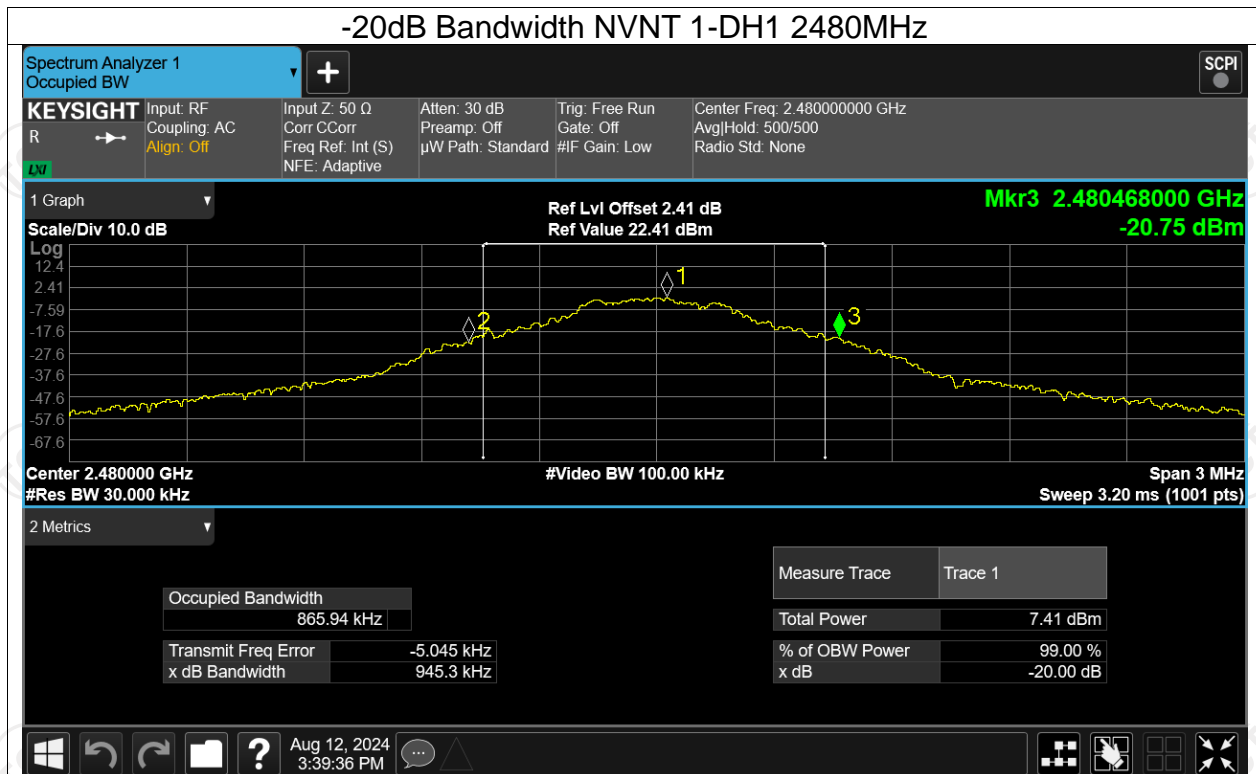 -20dB Bandwidth NVNT 1-DH1 2480MHz
Spectrum Analyzer 1
Occupied BW
SCPI
KEYSIGHT
R
LXI
Input: RF
Coupling: AC
Align: Off
Input Z: 50 Ω
Corr CCorr
Freq Ref: Int (S)
NFE: Adaptive
Atten: 30 dB
Preamp: Off
µW Path: Standard
Trig: Free Run
Gate: Off
#IF Gain: Low
Center Freq: 2.480000000 GHz
Avg|Hold: 500/500
Radio Std: None
1 Graph
Scale/Div 10.0 dB
Ref Lvl Offset 2.41 dB
Ref Value 22.41 dBm
Mkr3 2.480468000 GHz
-20.75 dBm
Log
12.4
2.41
-7.59
-17.6
-27.6
-37.6
-47.6
-57.6
-67.6
1
2
3
Center 2.480000 GHz
#Res BW 30.000 kHz
#Video BW 100.00 kHz
Span 3 MHz
Sweep 3.20 ms (1001 pts)
2 Metrics
Occupied Bandwidth
865.94 kHz
Transmit Freq Error -5.045 kHz
x dB Bandwidth 945.3 kHz
Measure Trace Trace 1
Total Power 7.41 dBm
% of OBW Power 99.00 %
x dB -20.00 dB
?
Aug 12, 2024
3:39:36 PM